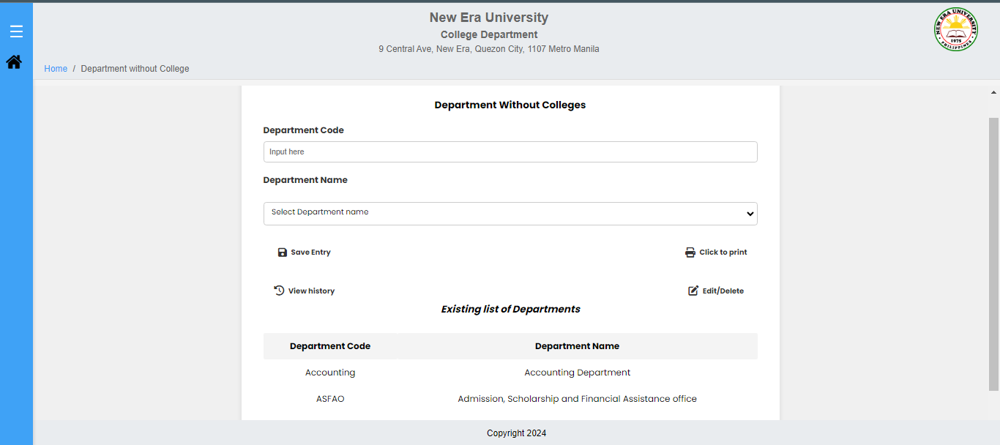 New Era University
College Department
9 Central Ave, New Era, Quezon City, 1107 Metro Manila
NEW ERA UNIVERSITY
1975
PHILIPPINES
Home / Department without College
Department Without Colleges
Department Code
Input here
Department Name
Select Department name
Save Entry Click to print
View history Edit/Delete
Existing list of Departments
Department Code Department Name
Accounting Accounting Department
ASFAO Admission, Scholarship and Financial Assistance office
Copyright 2024